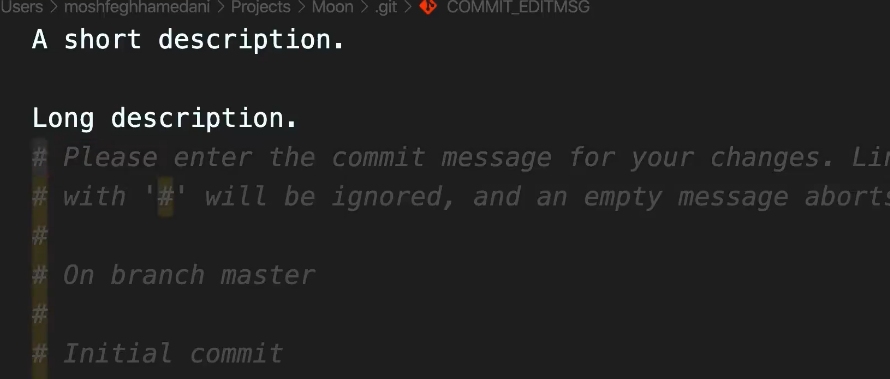 Users > moshfeghhamedani > Projects > Moon > .git > COMMIT_EDITMSG
A short description.
Long description.
# Please enter the commit message for your changes. Lin
# with '#' will be ignored, and an empty message aborts
#
# On branch master
#
# Initial commit